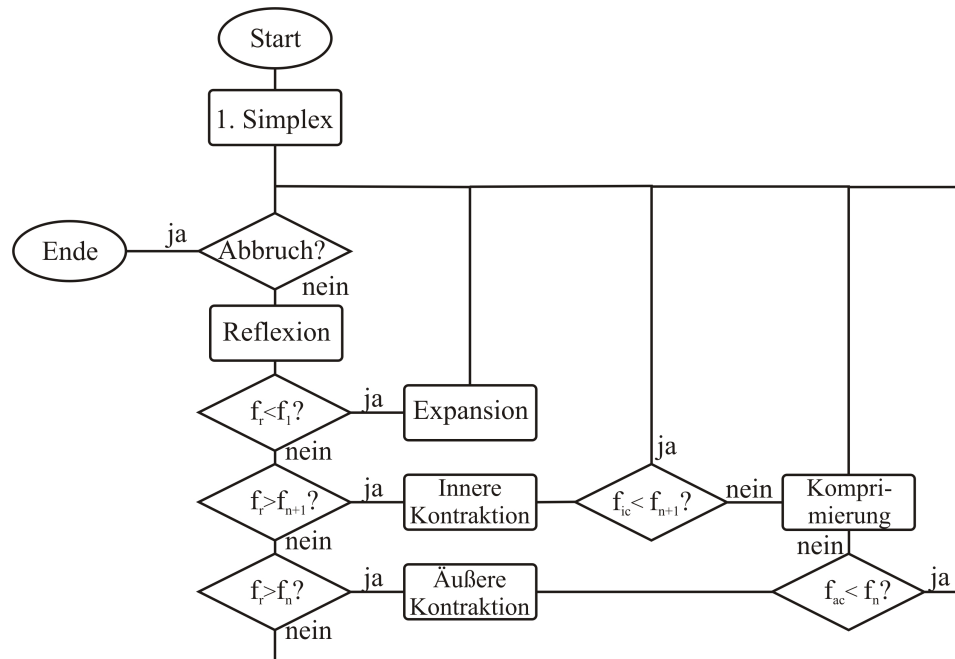 Start
1. Simplex
Ende
ja
Abbruch?
nein
Reflexion
fr<f1?
ja
Expansion
nein
ja
fr>fn+1?
ja
Innere
Kontraktion
fic< fn+1?
nein
Kompri-
mierung
nein
nein
fr>fn?
ja
Äußere
Kontraktion
fac< fn?
ja
nein